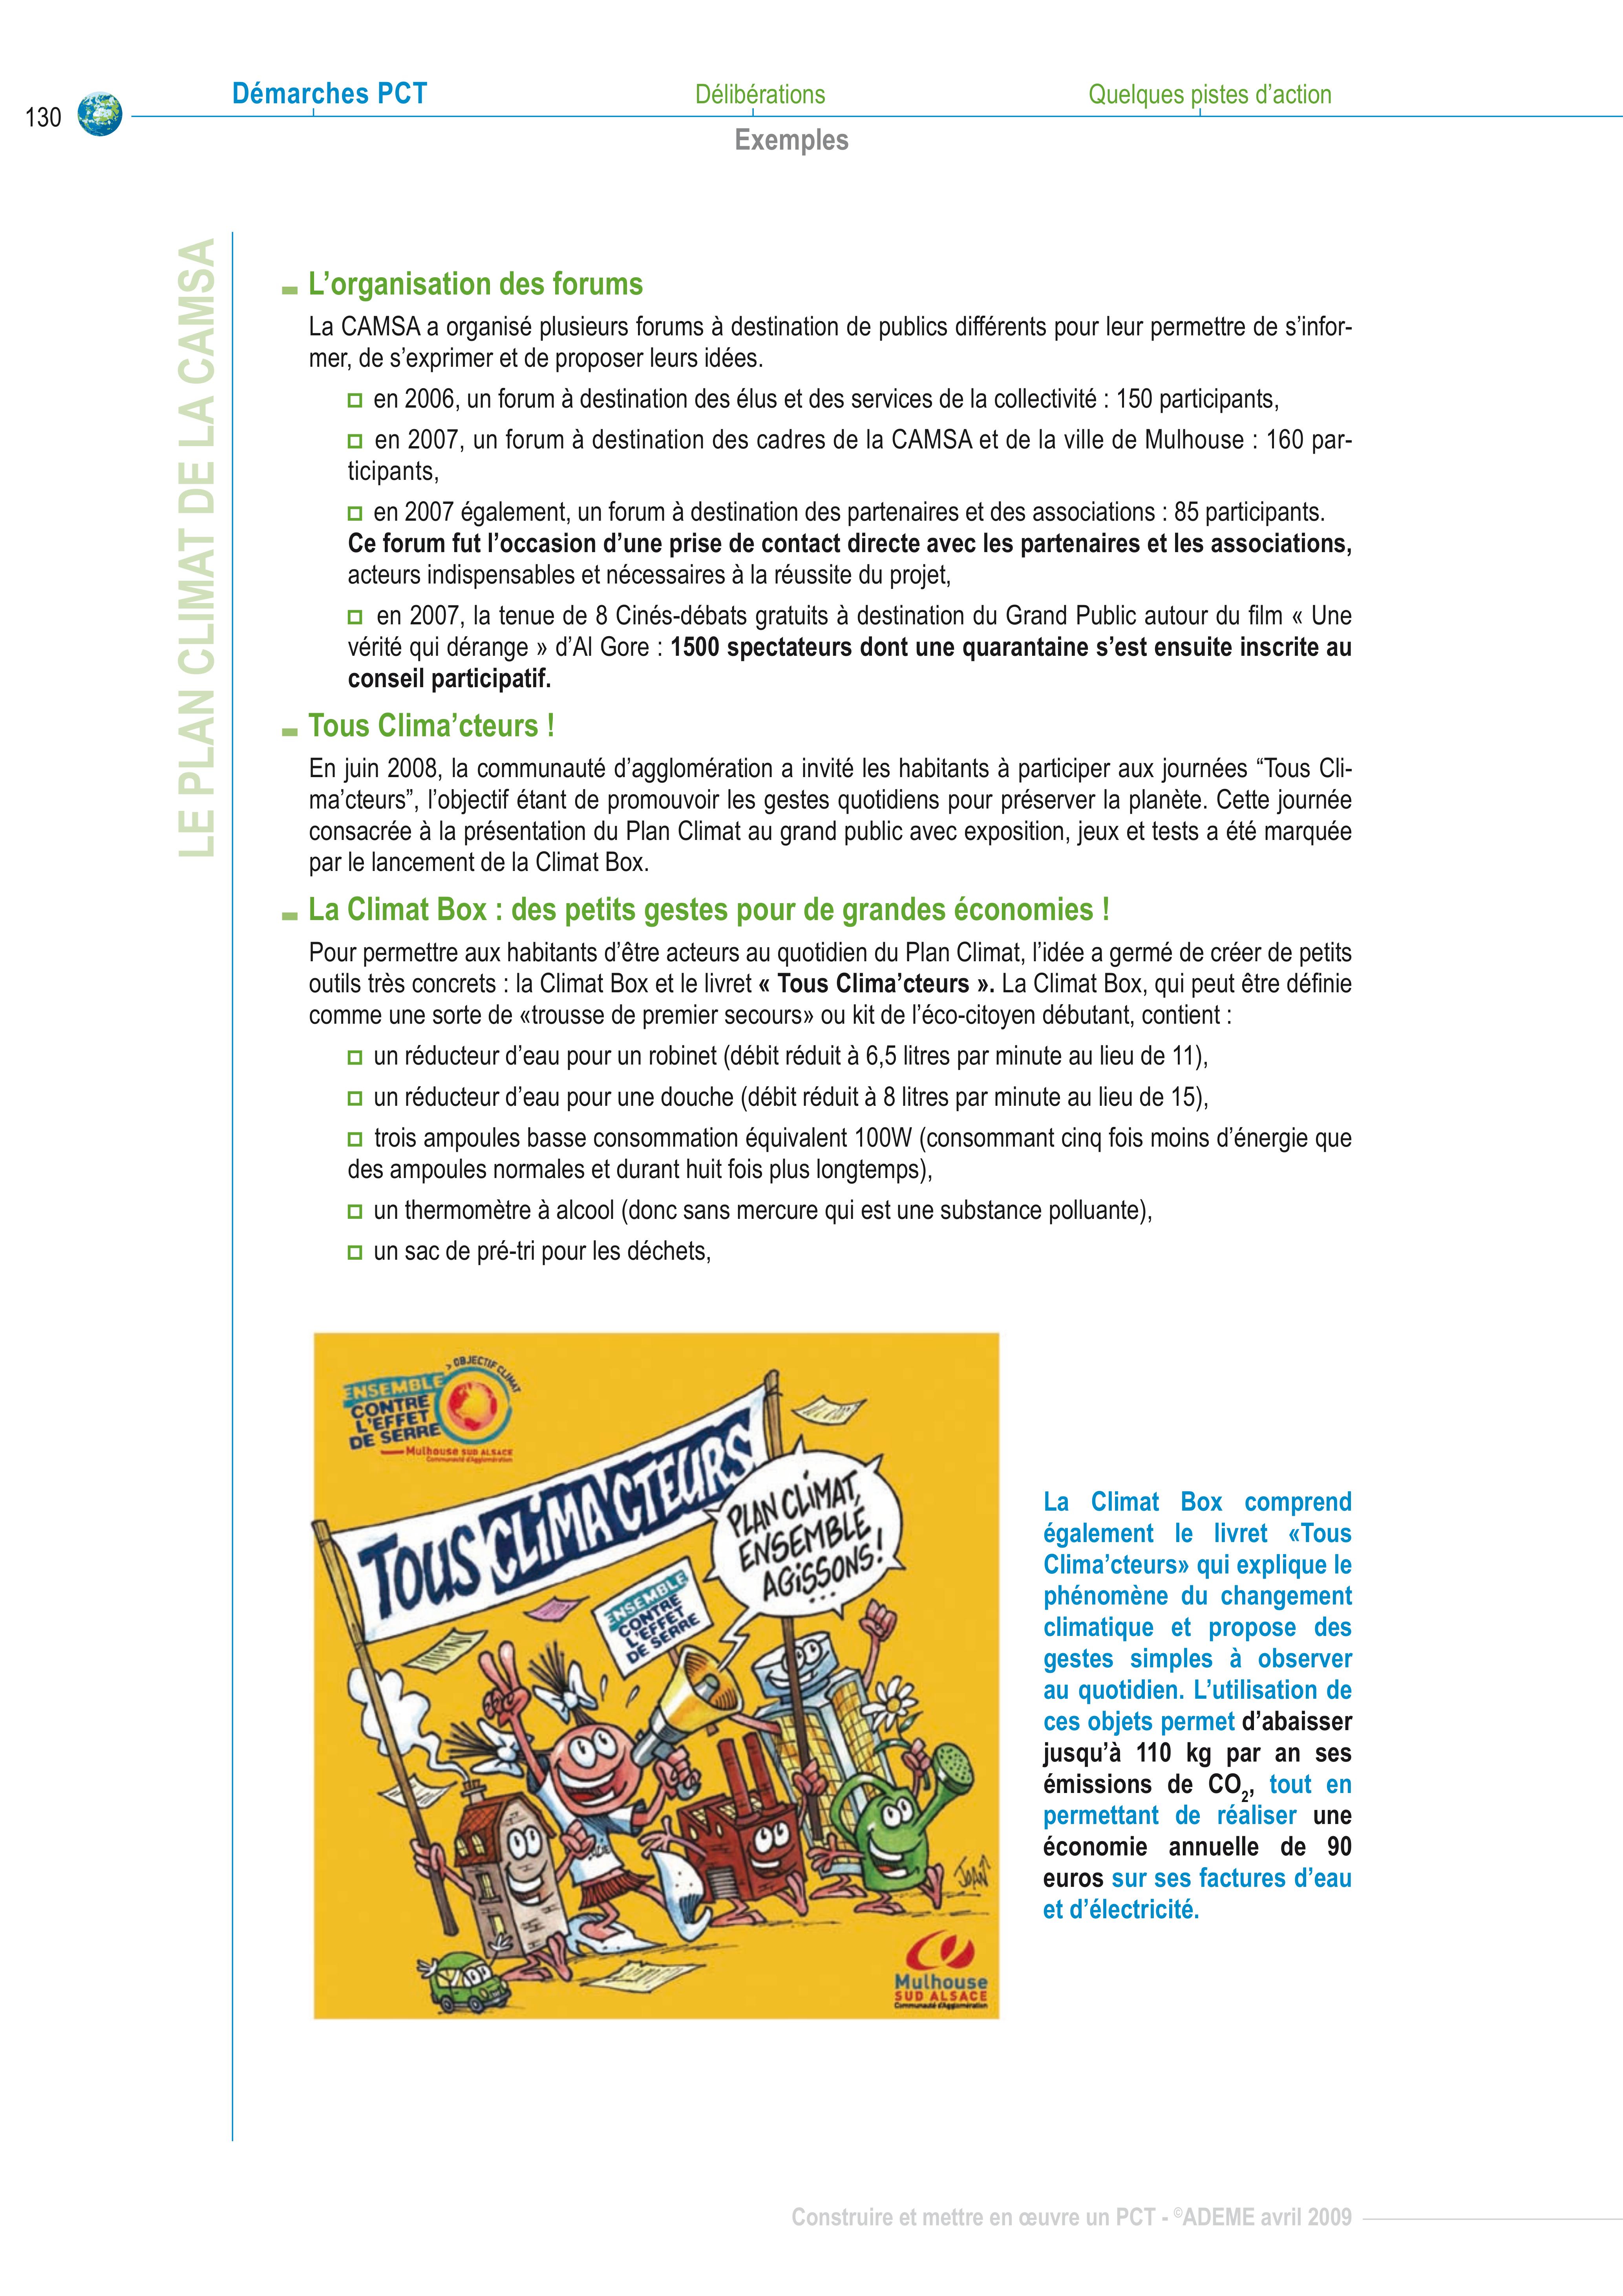 130
Démarches PCT
Délibérations
Quelques pistes d’action
Exemples
LE PLAN CLIMAT DE LA CAMSA
L’organisation des forums
La CAMSA a organisé plusieurs forums à destination de publics différents pour leur permettre de s’infor-
mer, de s’exprimer et de proposer leurs idées.
en 2006, un forum à destination des élus et des services de la collectivité : 150 participants,
en 2007, un forum à destination des cadres de la CAMSA et de la ville de Mulhouse : 160 par-
ticipants,
en 2007 également, un forum à destination des partenaires et des associations : 85 participants.
Ce forum fut l’occasion d’une prise de contact directe avec les partenaires et les associations,
acteurs indispensables et nécessaires à la réussite du projet,
en 2007, la tenue de 8 Cinés-débats gratuits à destination du Grand Public autour du film « Une
vérité qui dérange » d’Al Gore : 1500 spectateurs dont une quarantaine s’est ensuite inscrite au
conseil participatif.
Tous Clima’cteurs !
En juin 2008, la communauté d’agglomération a invité les habitants à participer aux journées “Tous Cli-
ma’cteurs”, l’objectif étant de promouvoir les gestes quotidiens pour préserver la planète. Cette journée
consacrée à la présentation du Plan Climat au grand public avec exposition, jeux et tests a été marquée
par le lancement de la Climat Box.
La Climat Box : des petits gestes pour de grandes économies !
Pour permettre aux habitants d’être acteurs au quotidien du Plan Climat, l’idée a germé de créer de petits
outils très concrets : la Climat Box et le livret « Tous Clima’cteurs ». La Climat Box, qui peut être définie
comme une sorte de «trousse de premier secours» ou kit de l’éco-citoyen débutant, contient :
un réducteur d’eau pour un robinet (débit réduit à 6,5 litres par minute au lieu de 11),
un réducteur d’eau pour une douche (débit réduit à 8 litres par minute au lieu de 15),
trois ampoules basse consommation équivalent 100W (consommant cinq fois moins d’énergie que
des ampoules normales et durant huit fois plus longtemps),
un thermomètre à alcool (donc sans mercure qui est une substance polluante),
un sac de pré-tri pour les déchets,
> OBJECTIF CLIMAT
ENSEMBLE
CONTRE
L'EFFET
DE SERRE
Mulhouse SUD ALSACE
Communauté d'Agglomération
TOUS CLIMA'CTEURS
PLAN CLIMAT,
ENSEMBLE
AGISSONS!
...
ENSEMBLE
CONTRE
L'EFFET
DE SERRE
JOAN
Mulhouse
SUD ALSACE
Communauté d'Agglomération
La Climat Box comprend
également le livret «Tous
Clima’cteurs» qui explique le
phénomène du changement
climatique et propose des
gestes simples à observer
au quotidien. L’utilisation de
ces objets permet d’abaisser
jusqu’à 110 kg par an ses
émissions de CO2, tout en
permettant de réaliser une
économie annuelle de 90
euros sur ses factures d’eau
et d’électricité.
Construire et mettre en œuvre un PCT - ©ADEME avril 2009